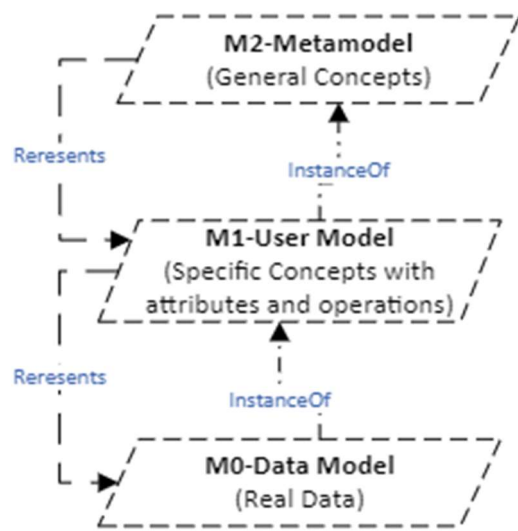 M2-Metamodel
(General Concepts)
Reresents
InstanceOf
M1-User Model
(Specific Concepts with
attributes and operations)
Reresents
InstanceOf
M0-Data Model
(Real Data)